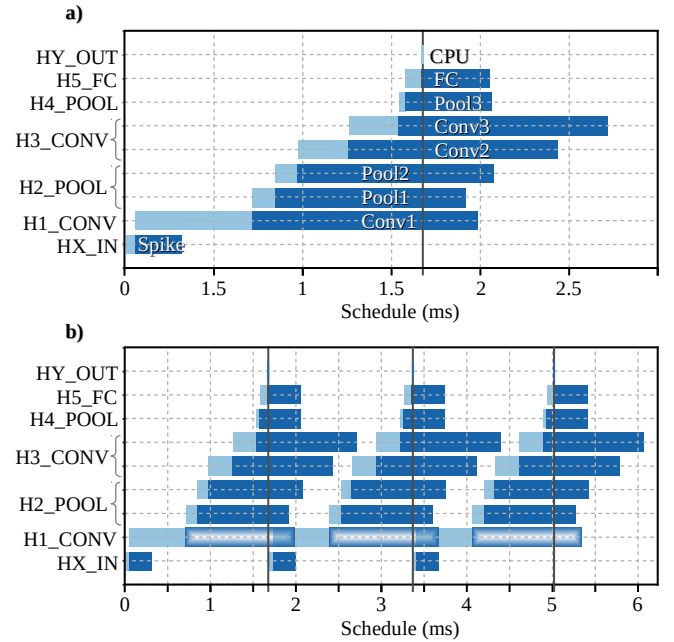 a)
HY_OUT CPU
H5_FC FC
H4_POOL Pool3
Conv3
H3_CONV
Conv2
Pool2
H2_POOL
Pool1
H1_CONV Conv1
HX_IN Spike
0 1.5 1 1.5 2 2.5
Schedule (ms)
b)
HY_OUT
H5_FC
H4_POOL
H3_CONV
H2_POOL
H1_CONV
HX_IN
0 1 2 3 4 5 6
Schedule (ms)